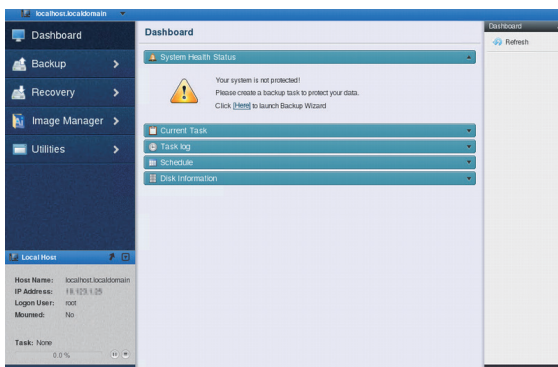 localhost.localdomain
Dashboard
Backup
Recovery
Image Manager
Utilities
Dashboard
System Health Status
Your system is not protected!
Please create a backup task to protect your data.
Click [Here] to launch Backup Wizard
Current Task
Task log
Schedule
Disk Information
Dashboard
Refresh
Local Host
Host Name: localhost.localdomain
IP Address:
Logon User: root
Mounted: No
Task: None
0.0 %